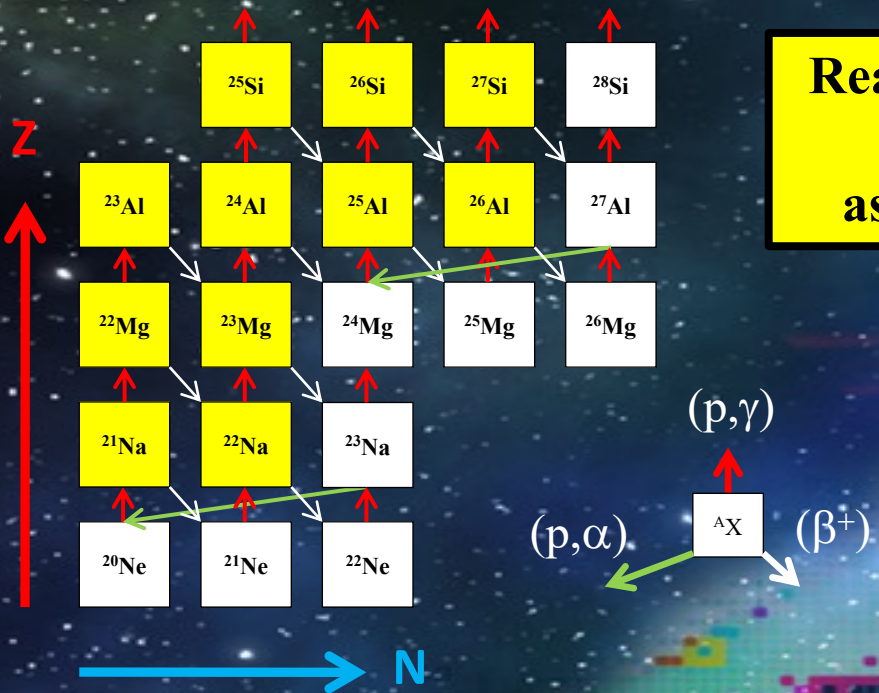 ²⁵Si ²⁶Si ²⁷Si ²⁸Si
Rea
Z
as
²³Al ²⁴Al ²⁵Al ²⁶Al ²⁷Al
²²Mg ²³Mg ²⁴Mg ²⁵Mg ²⁶Mg
²¹Na ²²Na ²³Na
²⁰Ne ²¹Ne ²²Ne
N
(p,γ)
ᴬX
(p,α)
(β⁺)